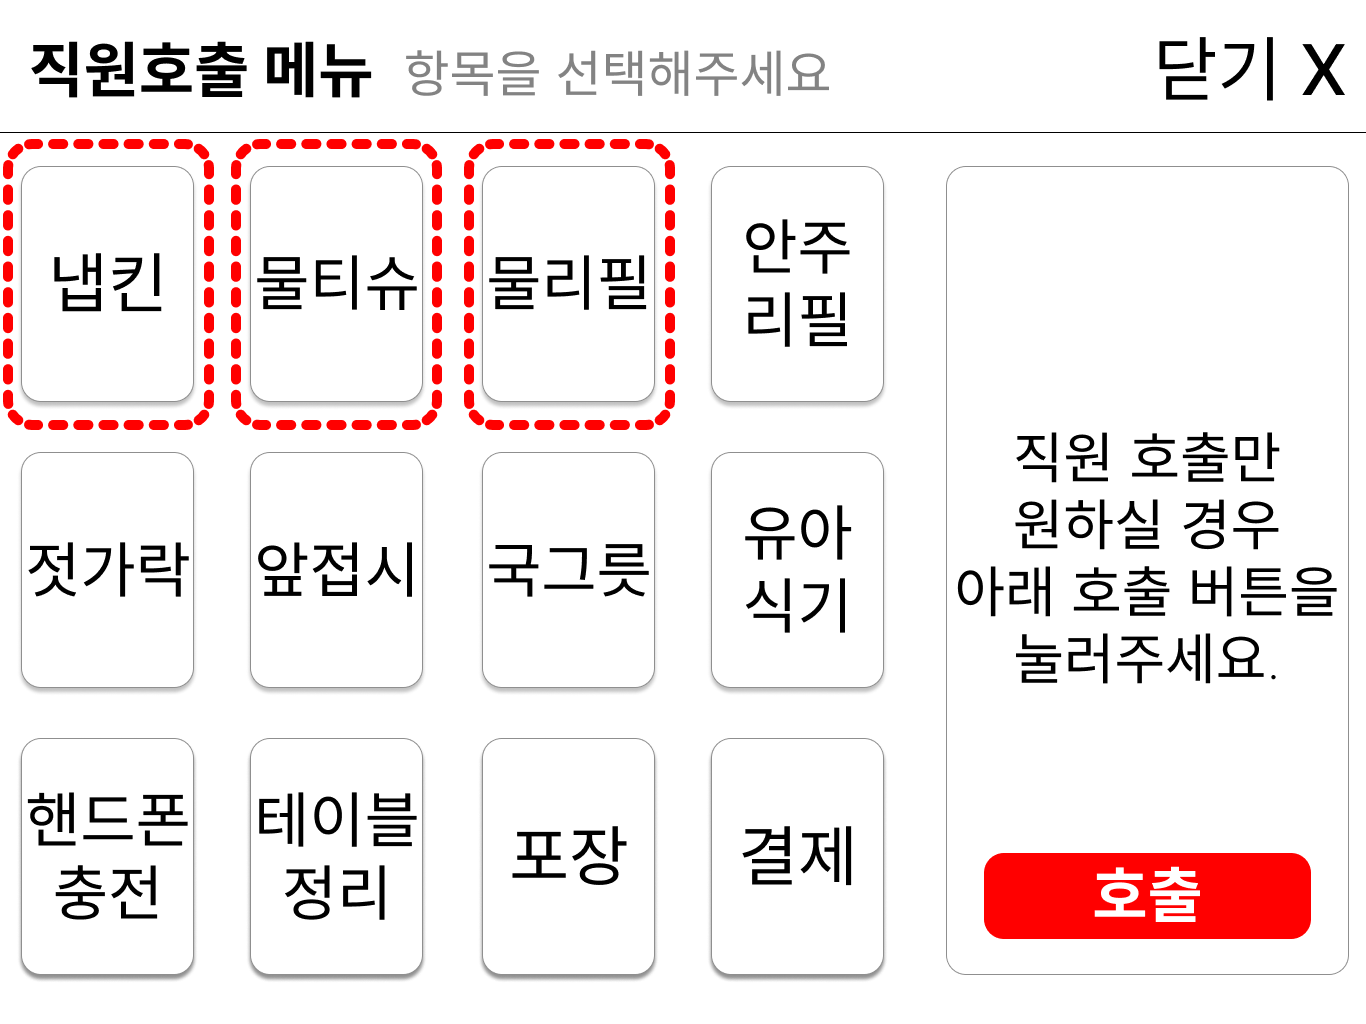 직원호출 메뉴 항목을 선택해주세요 닫기 X
냅킨
물티슈
물리필
안주
리필
젓가락
앞접시
국그릇
유아
식기
핸드폰
충전
테이블
정리
포장
결제
직원 호출만
원하실 경우
아래 호출 버튼을
눌러주세요.
호출